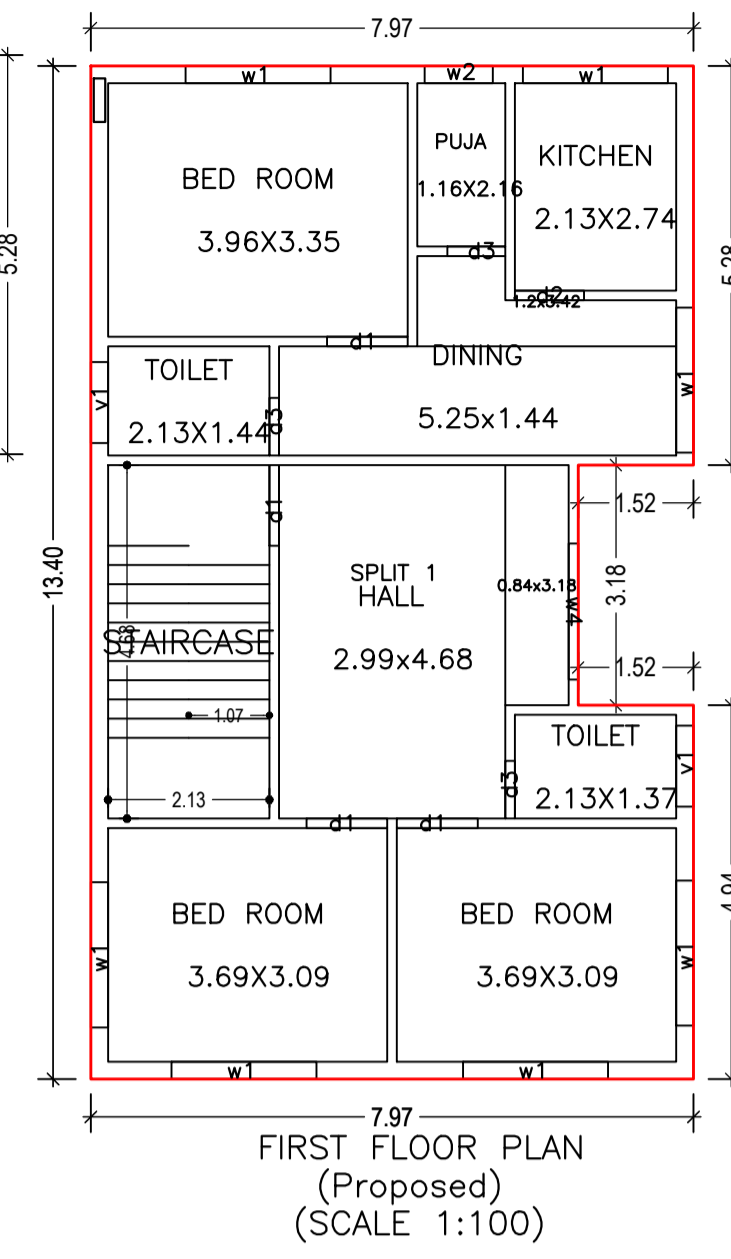 7.97
w1
w2
w1
PUJA
KITCHEN
BED ROOM
1.16X2.16
2.13X2.74
3.96X3.35
5.28
5.28
d3
d2
1.2x3.42
d1
DINING
TOILET
v1
w1
2.13X1.44
d3
5.25x1.44
d1
1.52
13.40
SPLIT 1
HALL
0.84x3.18
w4
3.18
STAIRCASE
4.68
2.99x4.68
1.52
1.07
TOILET
v1
d3
2.13
2.13X1.37
d1
d1
4.94
BED ROOM
BED ROOM
w1
w1
3.69X3.09
3.69X3.09
w1
w1
7.97
FIRST FLOOR PLAN
(Proposed)
(SCALE 1:100)